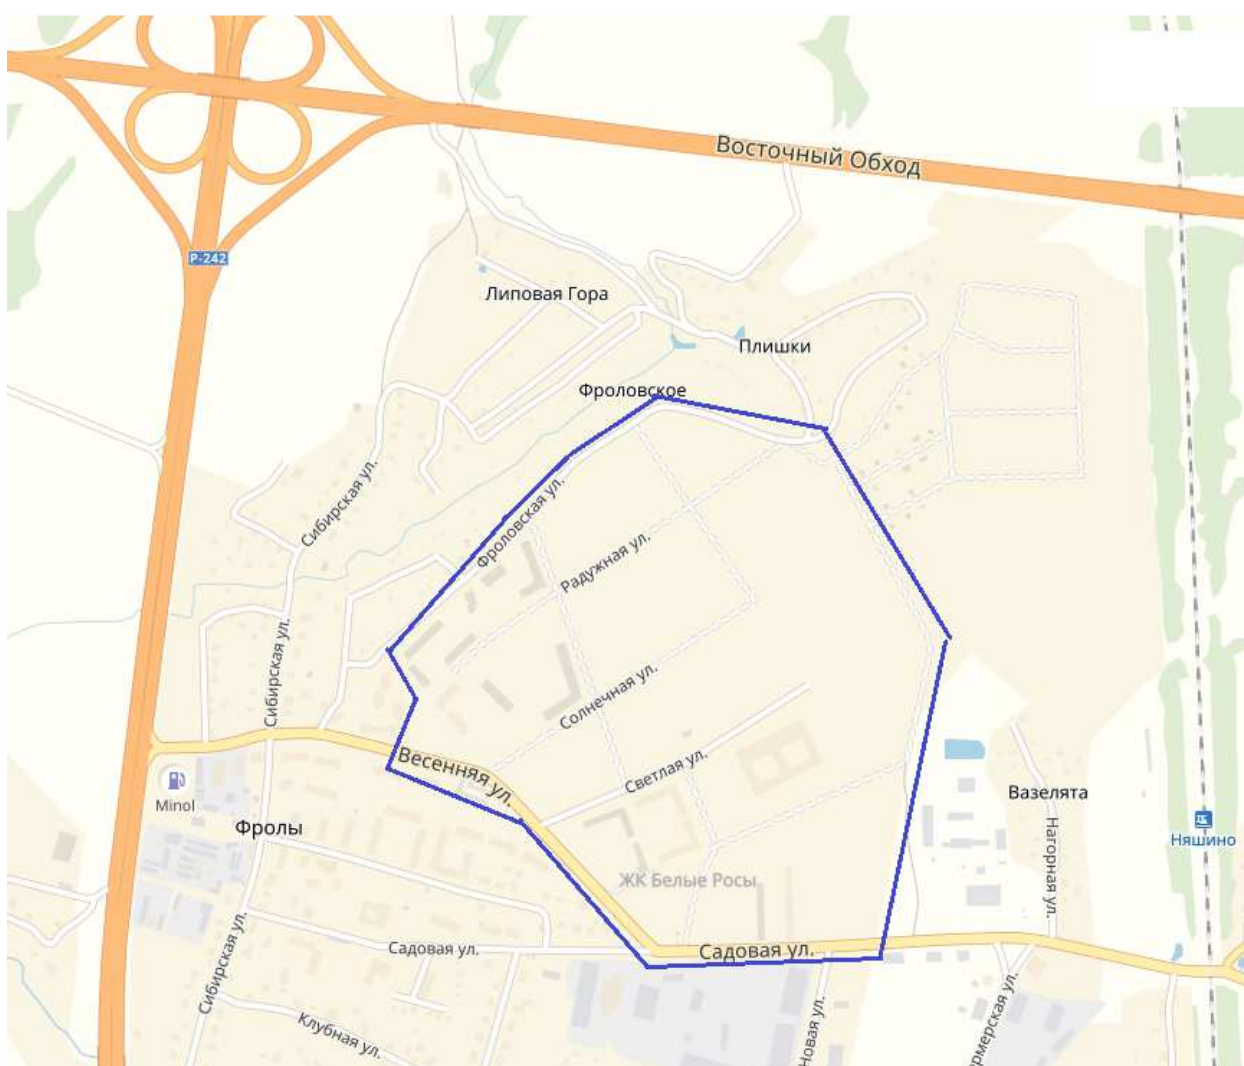 Восточный Обход
Р-242
Липовая Гора
Плишки
Фроловское
Сибирская ул.
Фроловская ул.
Радужная ул.
Сибирская ул.
Солнечная ул.
Весенняя ул.
Светлая ул.
Minol
Вазелята
Фролы
Няшино
Нагорная ул.
ЖК Белые Росы
Садовая ул.
Садовая ул.
Сибирская ул.
Клубная ул.
Новая ул.
рмерская ул.